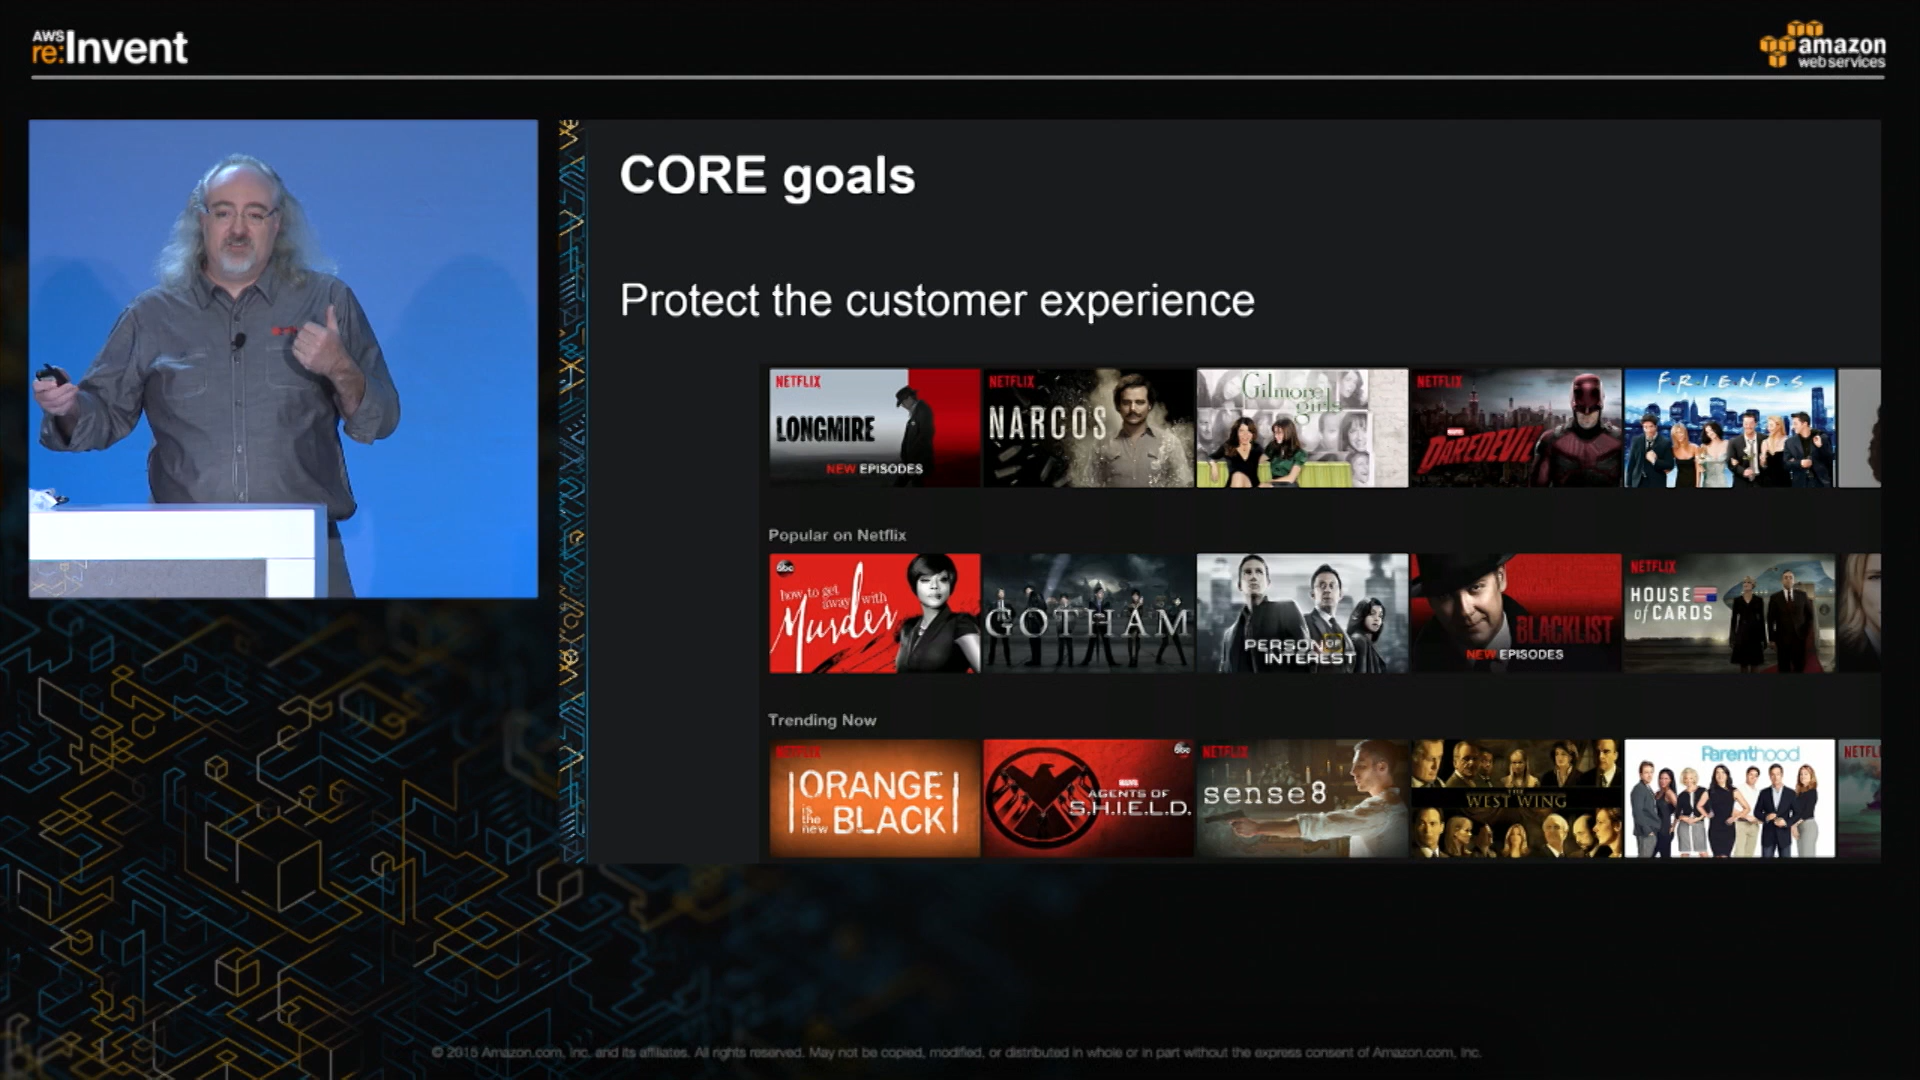 AWS
re:Invent
amazon
webservices
CORE goals
Protect the customer experience
NETFLIX
LONGMIRE
NEW EPISODES
NETFLIX
NARCOS
Gilmore
girls
NETFLIX
MARVEL
DAREDEVIL
F·R·I·E·N·D·S
Popular on Netflix
abc
how to get
away with
Murder
GOTHAM
PERSON OF
INTEREST
BLACKLIST
NEW EPISODES
NETFLIX
HOUSE
of CARDS
Trending Now
NETFLIX
ORANGE
is
the
new
BLACK
abc
MARVEL
AGENTS OF
S.H.I.E.L.D.
NETFLIX
sense8
THE
WEST WING
Parenthood
NETFL
© 2015 Amazon.com, Inc. and its affiliates. All rights reserved. May not be copied, modified, or distributed in whole or in part without the express consent of Amazon.com, Inc.